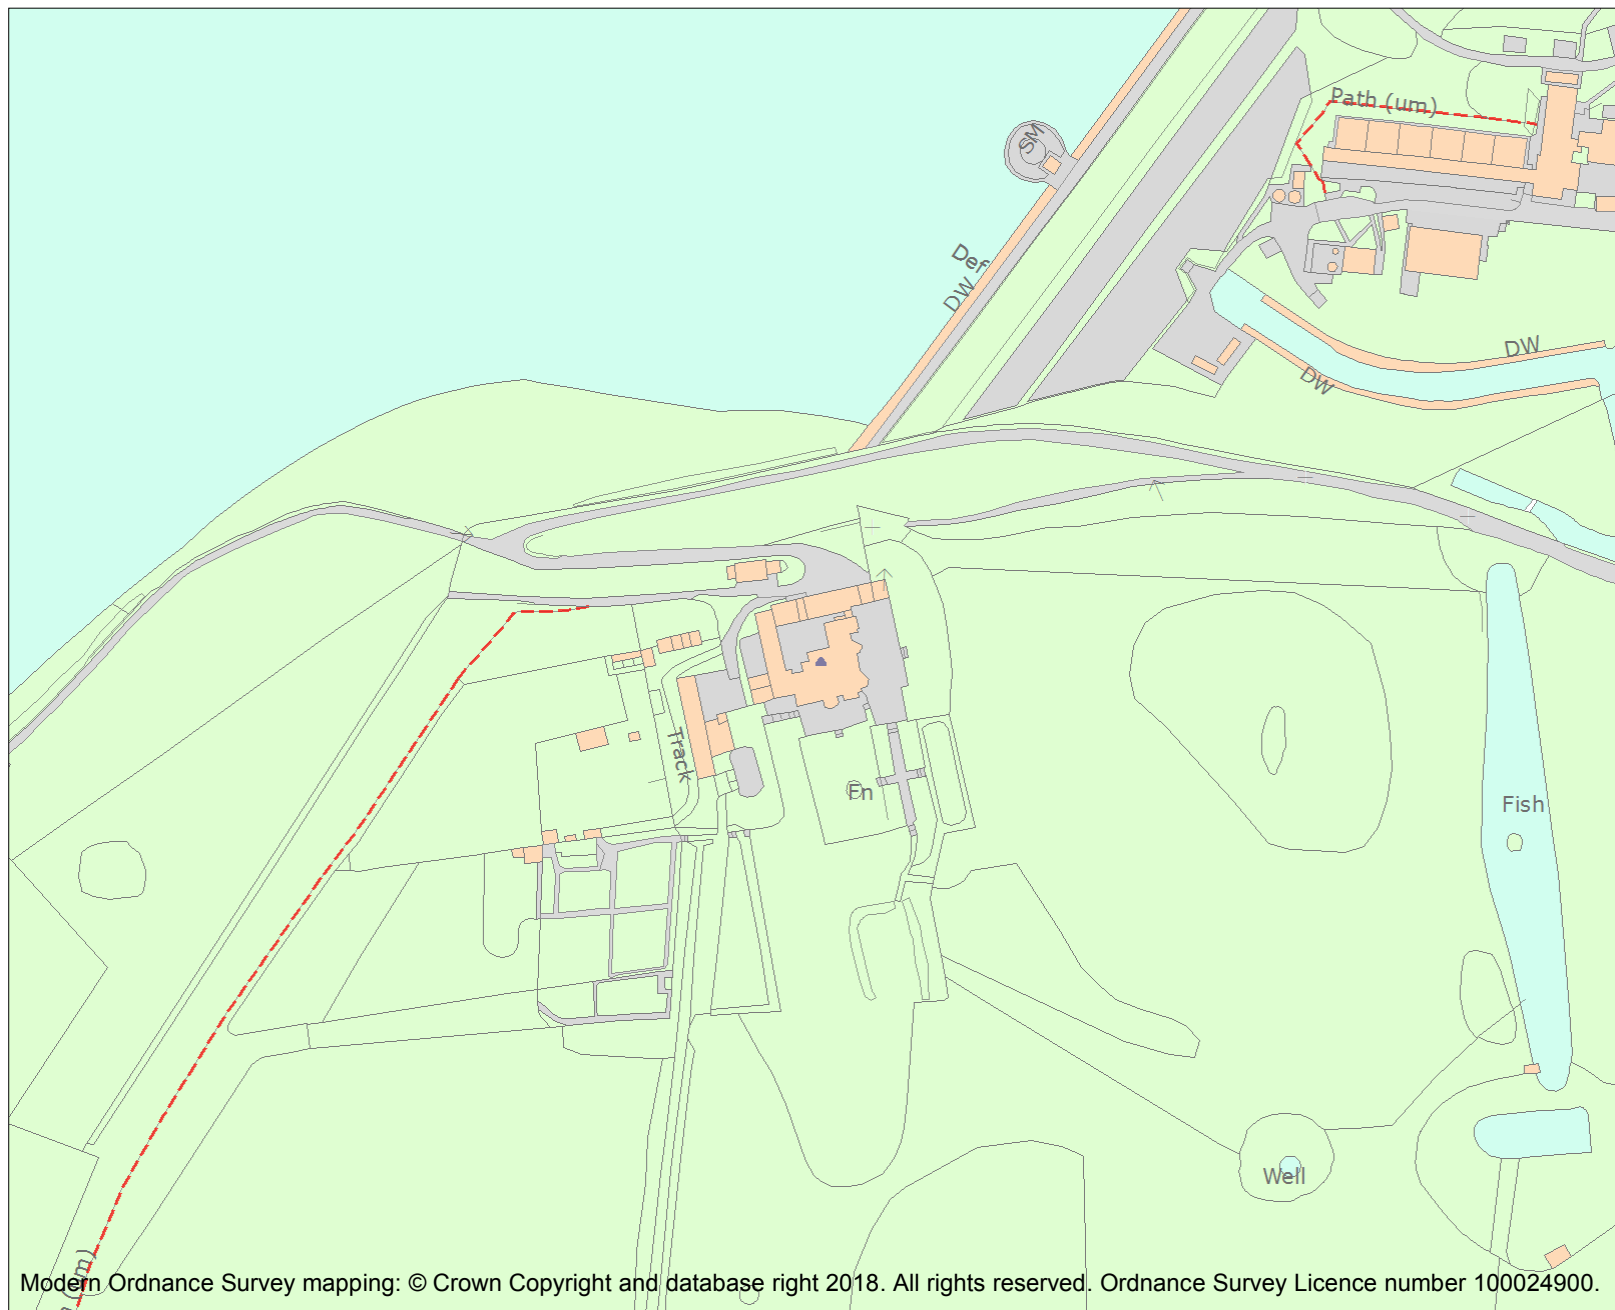 Path (um)
SM
Def
DW
DW
DW
Track
Fn
Fish
Well
(um)
Modern Ordnance Survey mapping: © Crown Copyright and database right 2018. All rights reserved. Ordnance Survey Licence number 100024900.